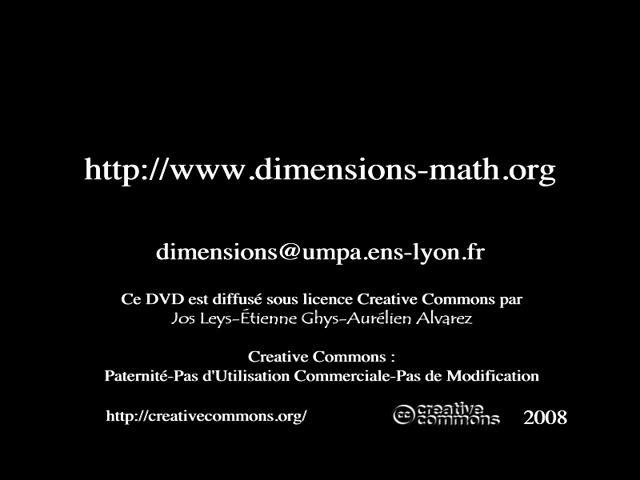 http://www.dimensions-math.org
dimensions@umpa.ens-lyon.fr
Ce DVD est diffusé sous licence Creative Commons par
Jos Leys-Étienne Ghys-Aurélien Alvarez
Creative Commons :
Paternité-Pas d'Utilisation Commerciale-Pas de Modification
http://creativecommons.org/
cc creative commons 2008